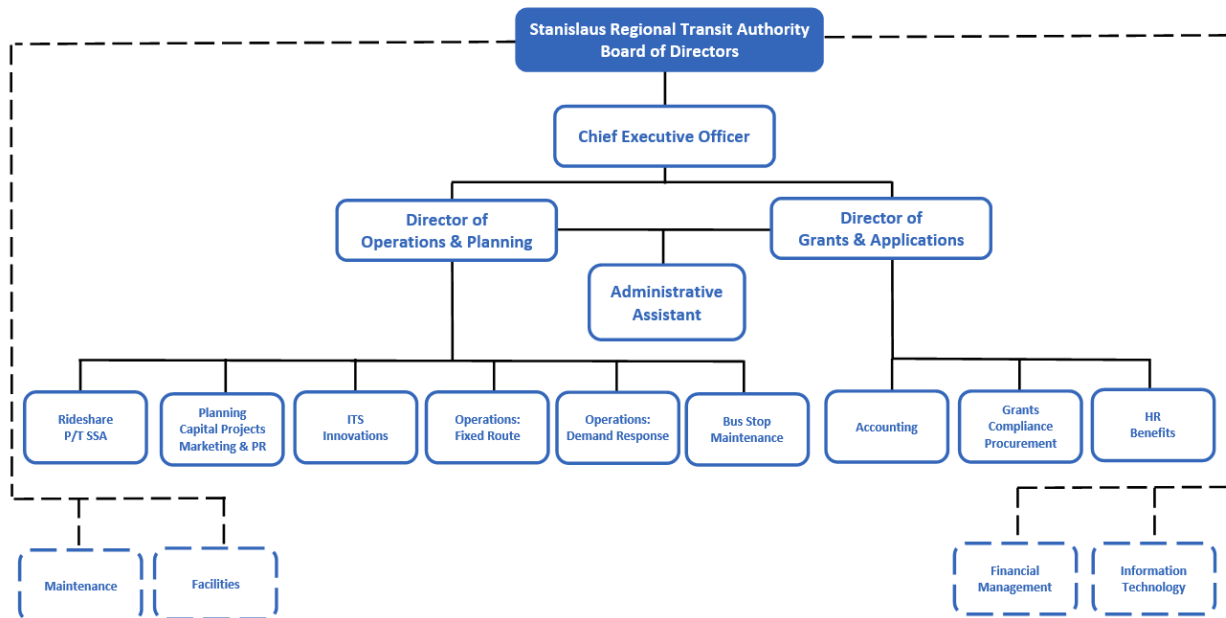 Stanislaus Regional Transit Authority
Board of Directors
Chief Executive Officer
Director of
Operations & Planning
Director of
Grants & Applications
Administrative
Assistant
Rideshare
P/T SSA
Planning
Capital Projects
Marketing & PR
ITS
Innovations
Operations:
Fixed Route
Operations:
Demand Response
Bus Stop
Maintenance
Accounting
Grants
Compliance
Procurement
HR
Benefits
Maintenance
Facilities
Financial
Management
Information
Technology